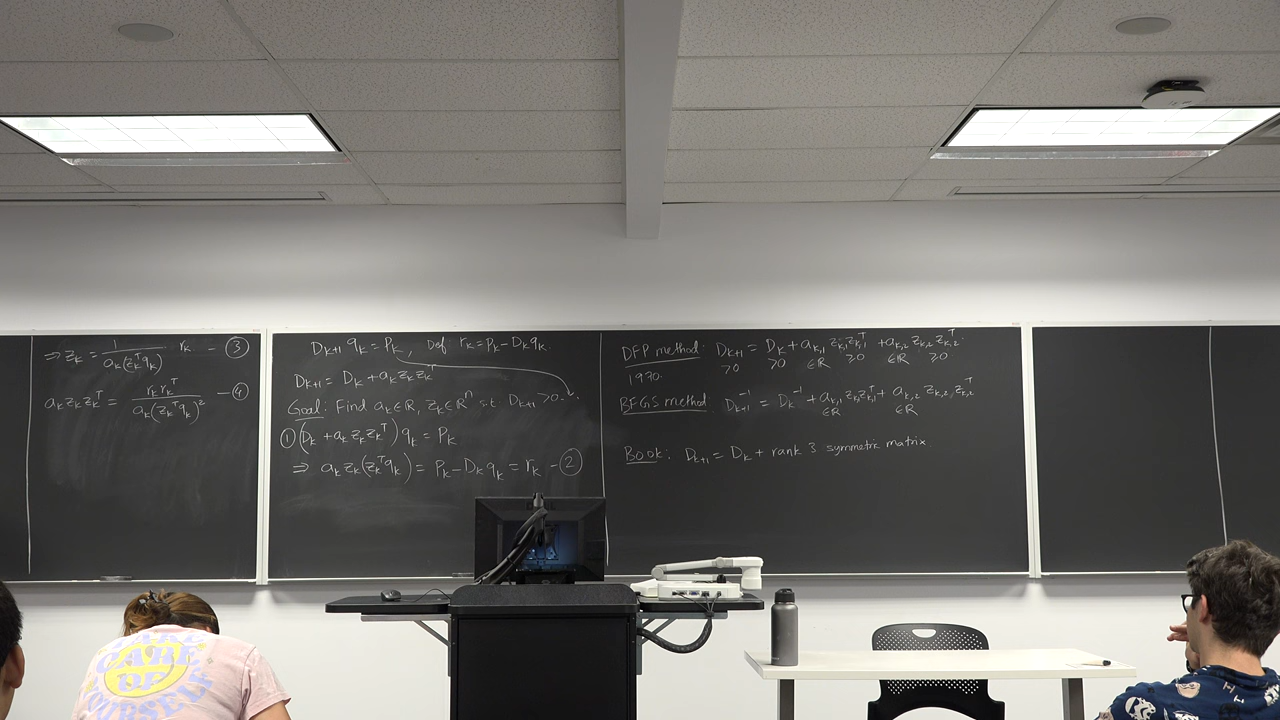 ⇒ z_k = 1/(a_k(z_k^T q_k)) r_k – ③
a_k z_k z_k^T = r_k r_k^T/(a_k(z_k^T q_k)^2) – ④
D_{k+1} q_k = P_k, Def r_k = P_k – D_k q_k.
D_{k+1} = D_k + a_k z_k z_k^T
Goal: Find a_k ∈ R, z_k ∈ R^n s.t. D_{k+1} > 0.
① (D_k + a_k z_k z_k^T) q_k = P_k
⇒ a_k z_k (z_k^T q_k) = P_k – D_k q_k = r_k – ②
DFP method: D_{k+1} = D_k + a_{k,1} z_{k,1} z_{k,1}^T + a_{k,2} z_{k,2} z_{k,2}^T
1970. >0 >0 ∈R ≥0 ∈R ≥0
BFGS method: D_{k+1}^{-1} = D_k^{-1} + a_{k,1} z_{k,1} z_{k,1}^T + a_{k,2} z_{k,2} z_{k,2}^T
∈R ∈R
Book: D_{k+1} = D_k + rank 3 symmetric matrix.
TAKE
CARE
OF
YOURSELF